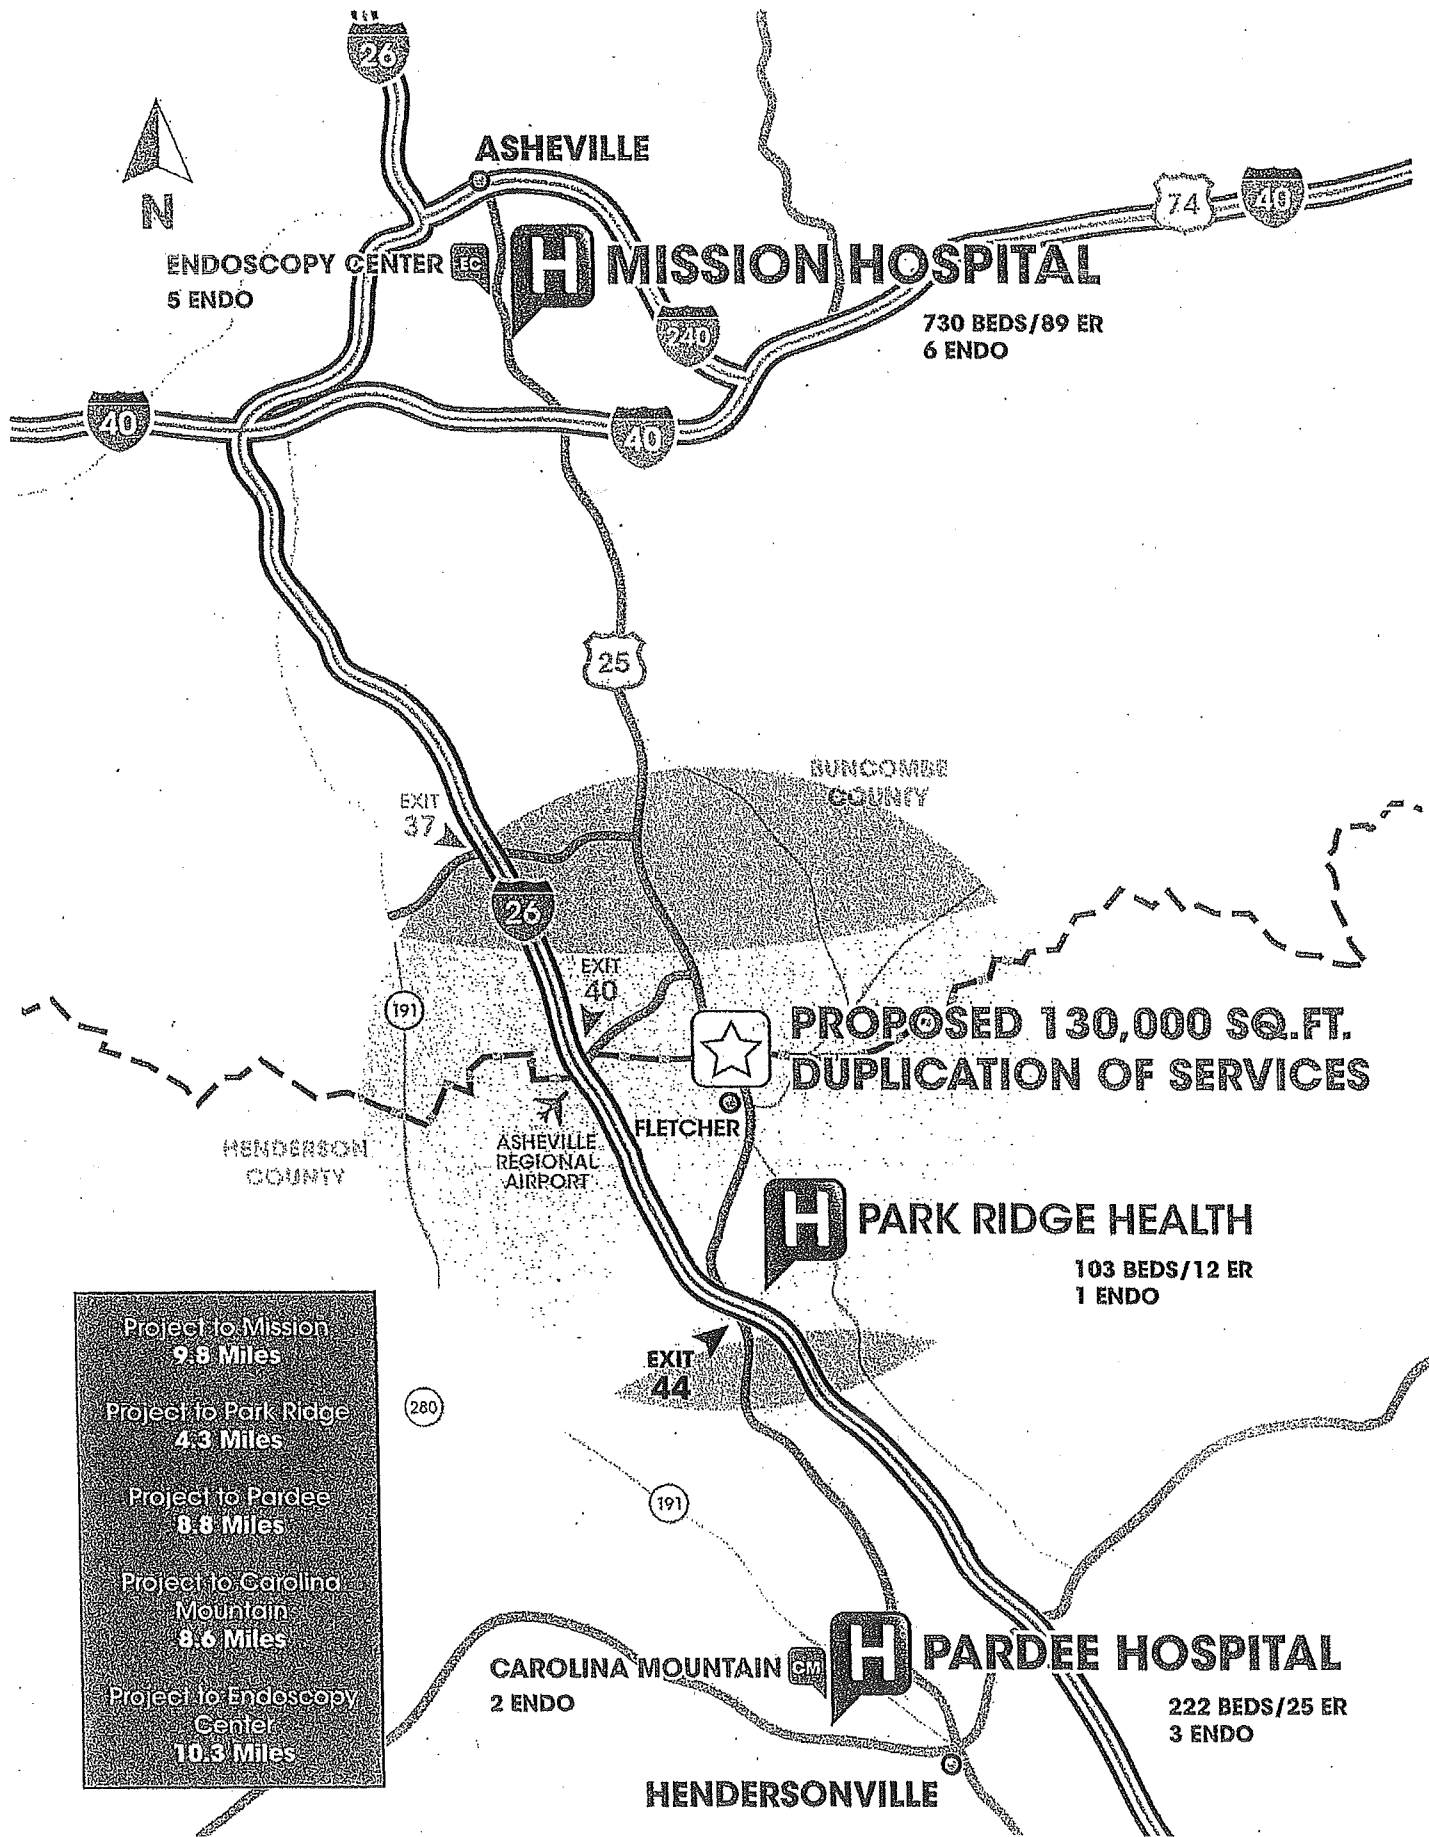 26
ASHEVILLE
N
74
40
ENDOSCOPY CENTER
EC
5 ENDO
H
MISSION HOSPITAL
730 BEDS/89 ER
6 ENDO
240
40
40
25
BUNCOMBE
COUNTY
EXIT
37
26
EXIT
40
191
PROPOSED 130,000 SQ.FT.
DUPLICATION OF SERVICES
FLETCHER
HENDERSON
COUNTY
ASHEVILLE
REGIONAL
AIRPORT
H
PARK RIDGE HEALTH
103 BEDS/12 ER
1 ENDO
EXIT
44
Project to Mission
9.8 Miles
Project to Park Ridge
4.3 Miles
Project to Pardee
8.8 Miles
Project to Carolina
Mountain
8.6 Miles
Project to Endoscopy
Center
10.3 Miles
280
191
CAROLINA MOUNTAIN
CM
2 ENDO
H
PARDEE HOSPITAL
222 BEDS/25 ER
3 ENDO
HENDERSONVILLE